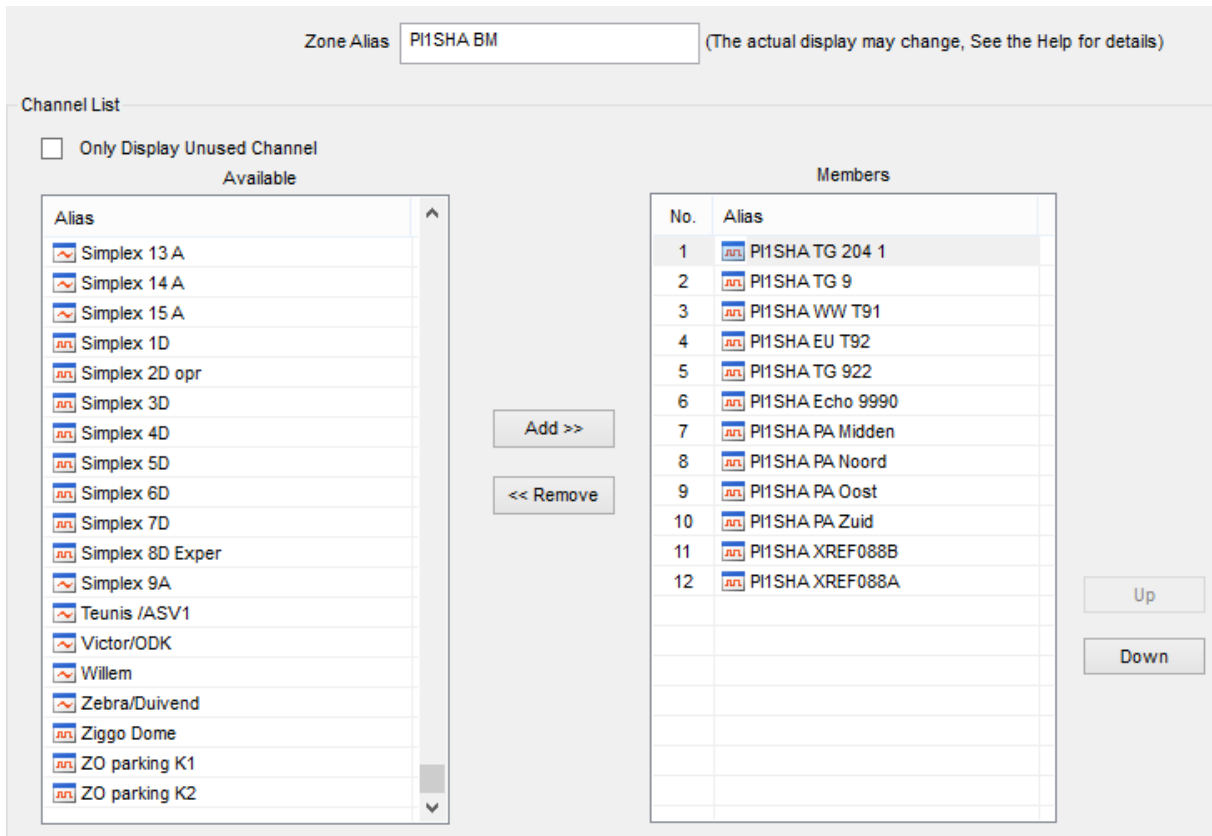 Zone Alias PI1SHA BM (The actual display may change, See the Help for details)
Channel List
Only Display Unused Channel
Available
Alias
Simplex 13 A
Simplex 14 A
Simplex 15 A
Simplex 1D
Simplex 2D opr
Simplex 3D
Simplex 4D
Simplex 5D
Simplex 6D
Simplex 7D
Simplex 8D Exper
Simplex 9A
Teunis /ASV1
Victor/ODK
Willem
Zebra/Duivend
Ziggo Dome
ZO parking K1
ZO parking K2
Add >>
<< Remove
Members
No. Alias
1 PI1SHA TG 204 1
2 PI1SHA TG 9
3 PI1SHA WW T91
4 PI1SHA EU T92
5 PI1SHA TG 922
6 PI1SHA Echo 9990
7 PI1SHA PA Midden
8 PI1SHA PA Noord
9 PI1SHA PA Oost
10 PI1SHA PA Zuid
11 PI1SHA XREF088B
12 PI1SHA XREF088A
Up
Down